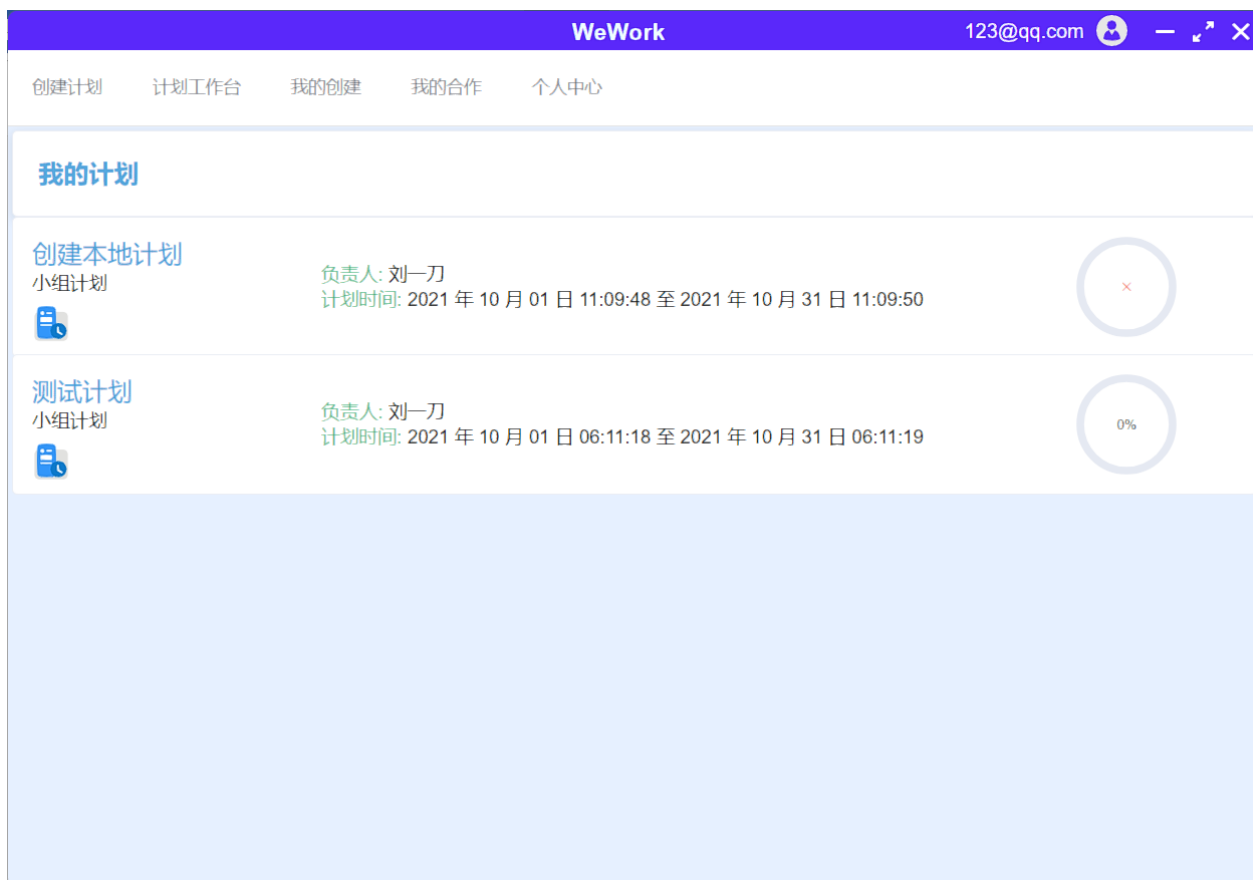 WeWork 123@qq.com
创建计划 计划工作台 我的创建 我的合作 个人中心
我的计划
创建本地计划
小组计划
负责人: 刘一刀
计划时间: 2021 年 10 月 01 日 11:09:48 至 2021 年 10 月 31 日 11:09:50
测试计划
小组计划
负责人: 刘一刀
计划时间: 2021 年 10 月 01 日 06:11:18 至 2021 年 10 月 31 日 06:11:19
0%